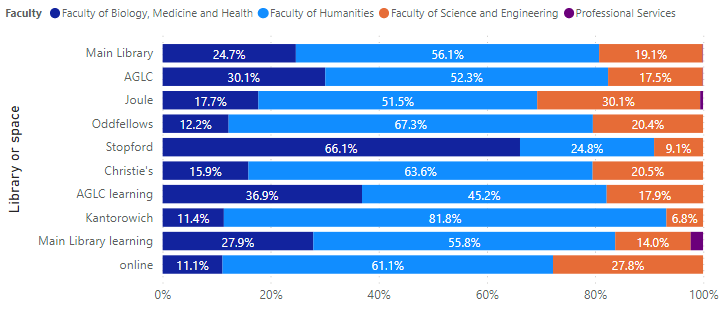 Faculty Faculty of Biology, Medicine and Health Faculty of Humanities Faculty of Science and Engineering Professional Services
Library or space
Main Library 24.7% 56.1% 19.1%
AGLC 30.1% 52.3% 17.5%
Joule 17.7% 51.5% 30.1%
Oddfellows 12.2% 67.3% 20.4%
Stopford 66.1% 24.8% 9.1%
Christie's 15.9% 63.6% 20.5%
AGLC learning 36.9% 45.2% 17.9%
Kantorowich 11.4% 81.8% 6.8%
Main Library learning 27.9% 55.8% 14.0%
online 11.1% 61.1% 27.8%
0% 20% 40% 60% 80% 100%